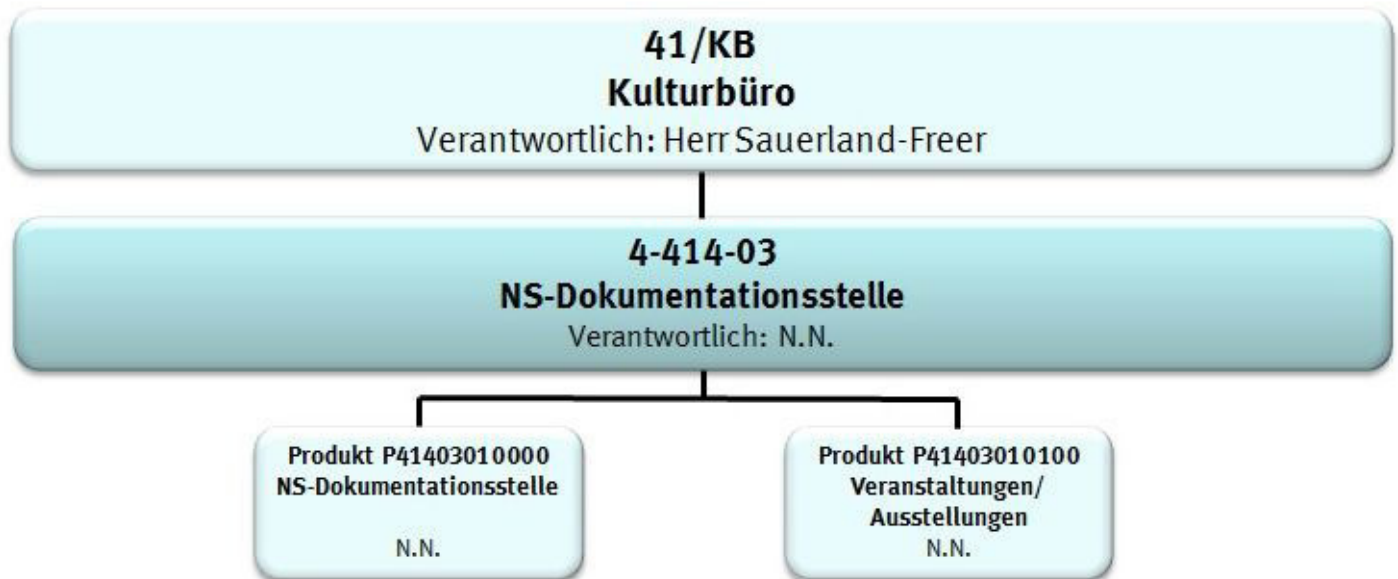 41/KB
Kulturbüro
Verantwortlich: Herr Sauerland-Freer
4-414-03
NS-Dokumentationsstelle
Verantwortlich: N.N.
Produkt P41403010000
NS-Dokumentationsstelle
N.N.
Produkt P41403010100
Veranstaltungen/
Ausstellungen
N.N.